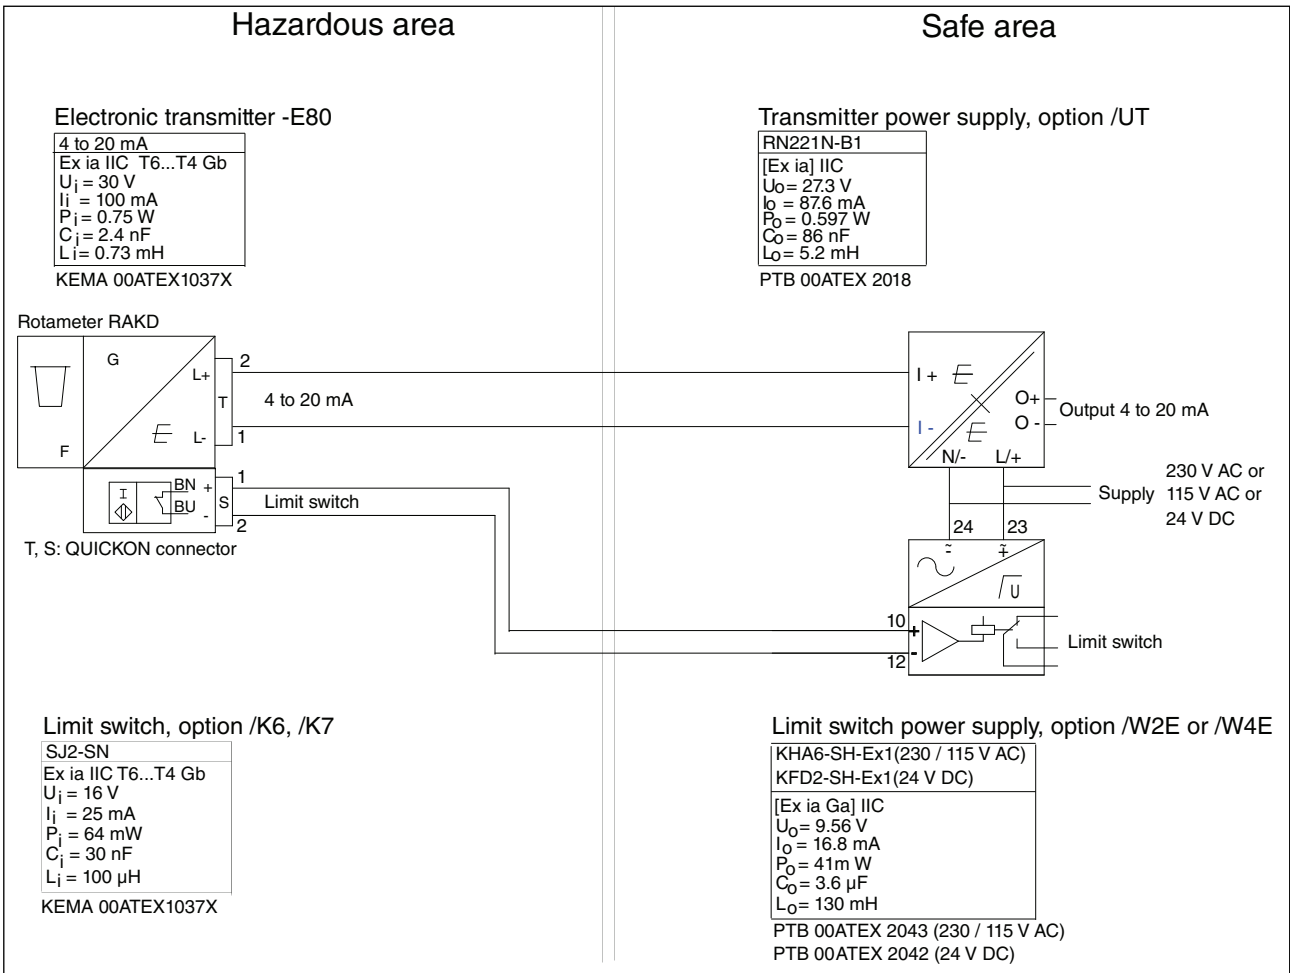 Hazardous area
Safe area
Electronic transmitter -E80
4 to 20 mA
Ex ia IIC T6...T4 Gb
Ui = 30 V
Ii = 100 mA
Pi = 0.75 W
Ci = 2.4 nF
Li = 0.73 mH
KEMA 00ATEX1037X
Transmitter power supply, option /UT
RN221N-B1
[Ex ia] IIC
Uo = 27.3 V
Io = 87.6 mA
Po = 0.597 W
Co = 86 nF
Lo = 5.2 mH
PTB 00ATEX 2018
Rotameter RAKD
G
F
E
L+
L-
T
2
1
4 to 20 mA
I +
I -
E
E
O+
O -
Output 4 to 20 mA
N/-
L/+
Supply
230 V AC or
115 V AC or
24 V DC
I
BN +
BU -
S
1
2
Limit switch
T, S: QUICKON connector
24
23
~
-
~
+
U
10
+
12
-
Limit switch
Limit switch, option /K6, /K7
SJ2-SN
Ex ia IIC T6...T4 Gb
Ui = 16 V
Ii = 25 mA
Pi = 64 mW
Ci = 30 nF
Li = 100 µH
KEMA 00ATEX1037X
Limit switch power supply, option /W2E or /W4E
KHA6-SH-Ex1(230 / 115 V AC)
KFD2-SH-Ex1(24 V DC)
[Ex ia Ga] IIC
Uo = 9.56 V
Io = 16.8 mA
Po = 41m W
Co = 3.6 µF
Lo = 130 mH
PTB 00ATEX 2043 (230 / 115 V AC)
PTB 00ATEX 2042 (24 V DC)